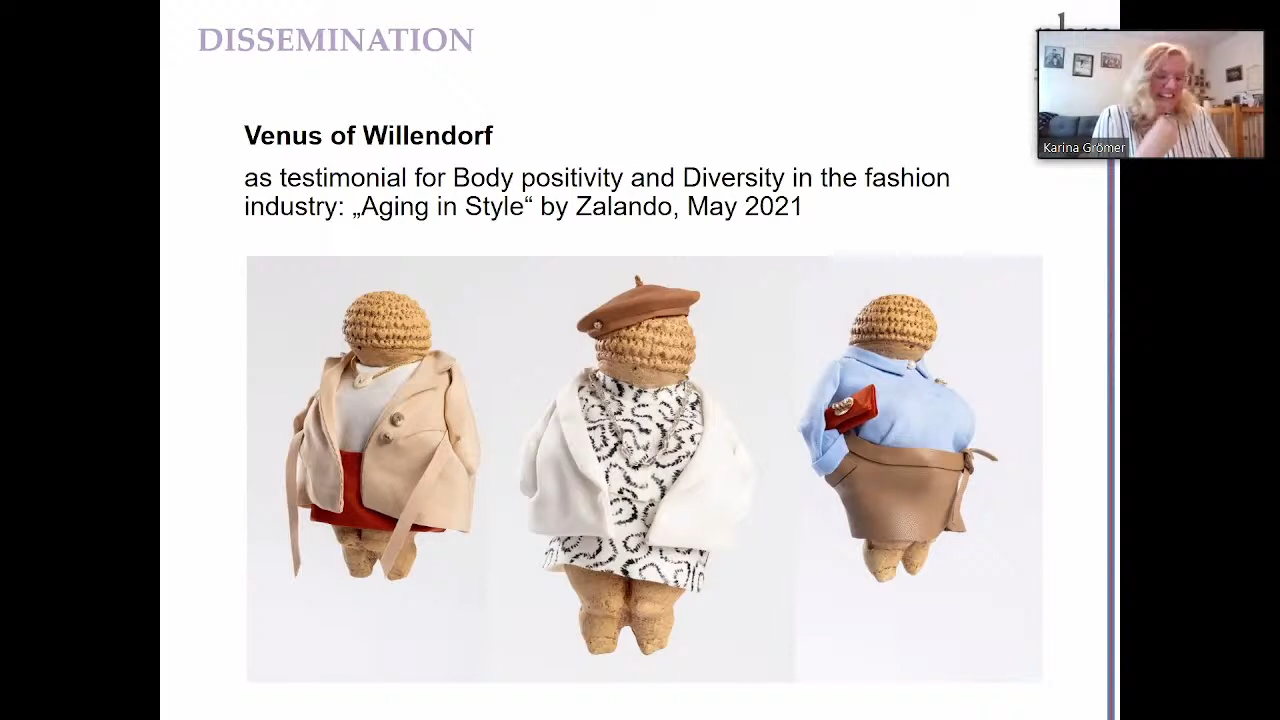 DISSEMINATION
Venus of Willendorf
as testimonial for Body positivity and Diversity in the fashion
industry: „Aging in Style“ by Zalando, May 2021
Karina Grömer